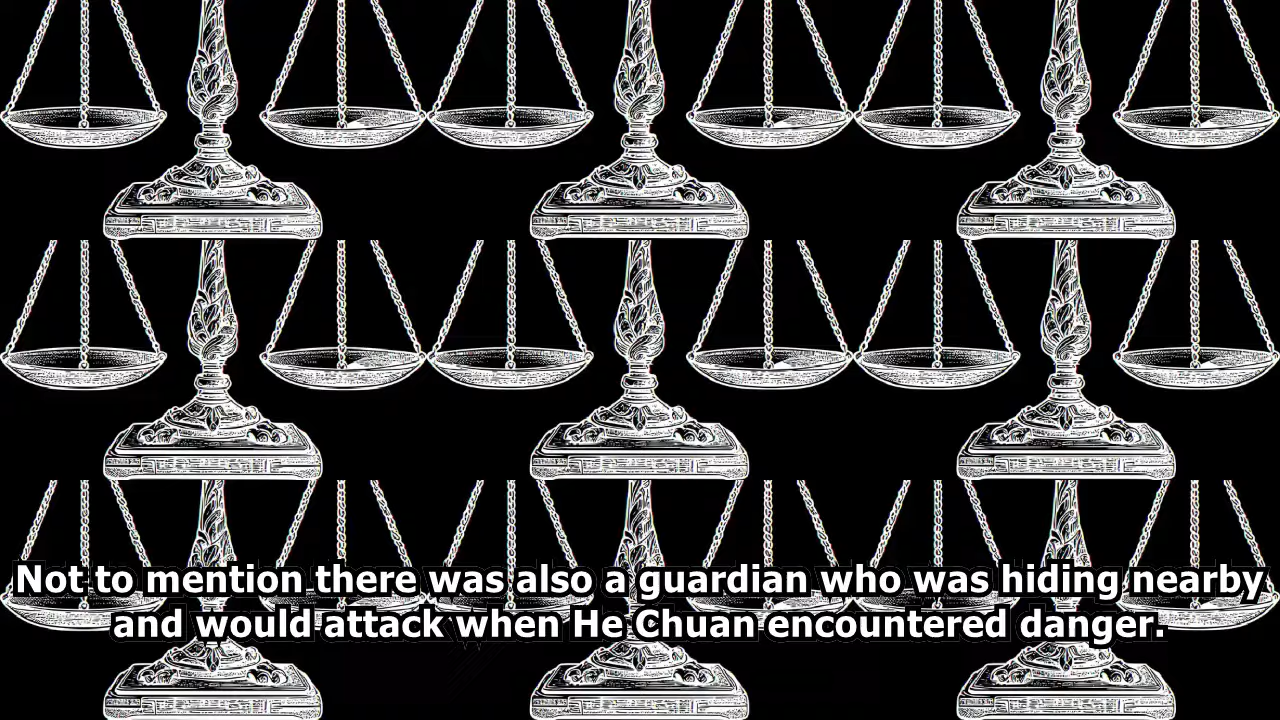 Not to mention there was also a guardian who was hiding nearby
and would attack when He Chuan encountered danger.